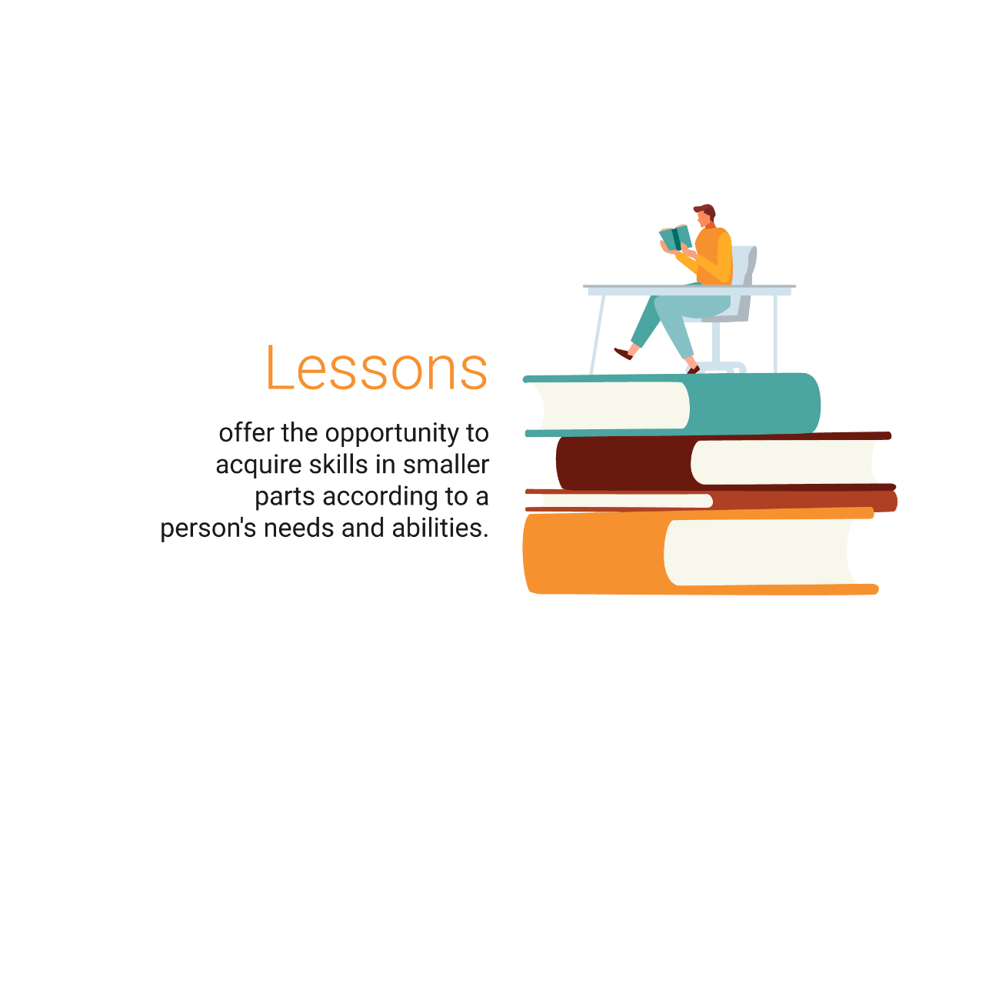 Lessons
offer the opportunity to
acquire skills in smaller
parts according to a
person's needs and abilities.